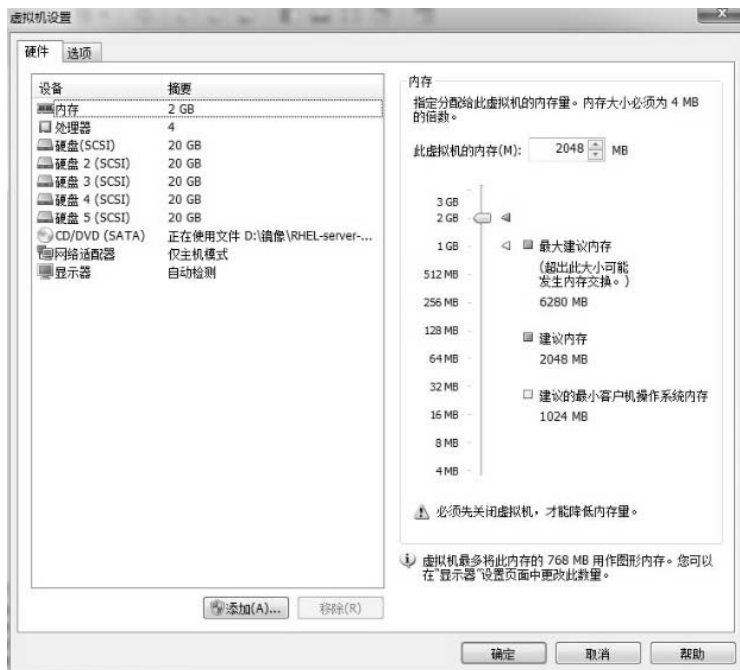 虚拟机设置
硬件 选项
设备 摘要
内存 2 GB
处理器 4
硬盘(SCSI) 20 GB
硬盘 2 (SCSI) 20 GB
硬盘 3 (SCSI) 20 GB
硬盘 4 (SCSI) 20 GB
硬盘 5 (SCSI) 20 GB
CD/DVD (SATA) 正在使用文件 D:\镜像\RHEL-server-...
网络适配器 仅主机模式
显示器 自动检测
添加(A)... 移除(R)
内存
指定分配给此虚拟机的内存量。内存大小必须为 4 MB
的倍数。
此虚拟机的内存(M): 2048 MB
3 GB
2 GB
1 GB
512 MB
256 MB
128 MB
64 MB
32 MB
16 MB
8 MB
4 MB
最大建议内存
(超出此大小可能
发生内存交换。)
6280 MB
建议内存
2048 MB
建议的最小客户机操作系统内存
1024 MB
必须先关闭虚拟机，才能降低内存量。
虚拟机最多将此内存的 768 MB 用作图形内存。您可以
在"显示器"设置页面中更改此数量。
确定 取消 帮助